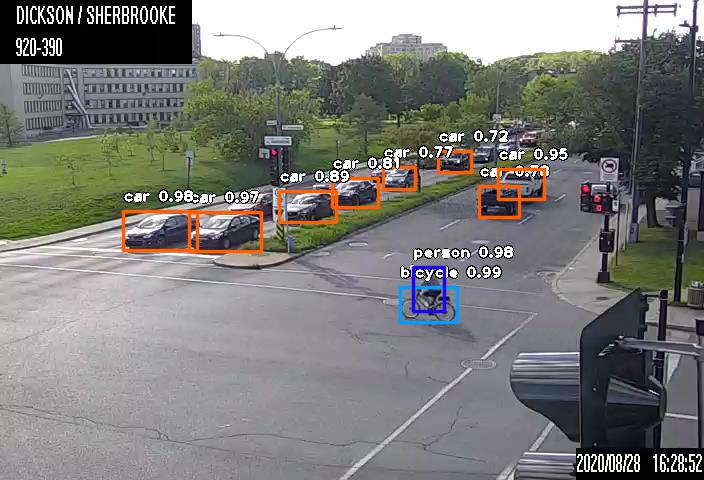 DICKSON / SHERBROOKE
920-390
car 0.72
car 0.77
car 0.81
car 0.95
car 0.89
car 0.98
car 0.97
person 0.98
bicycle 0.99
2020/08/28 16:28:52